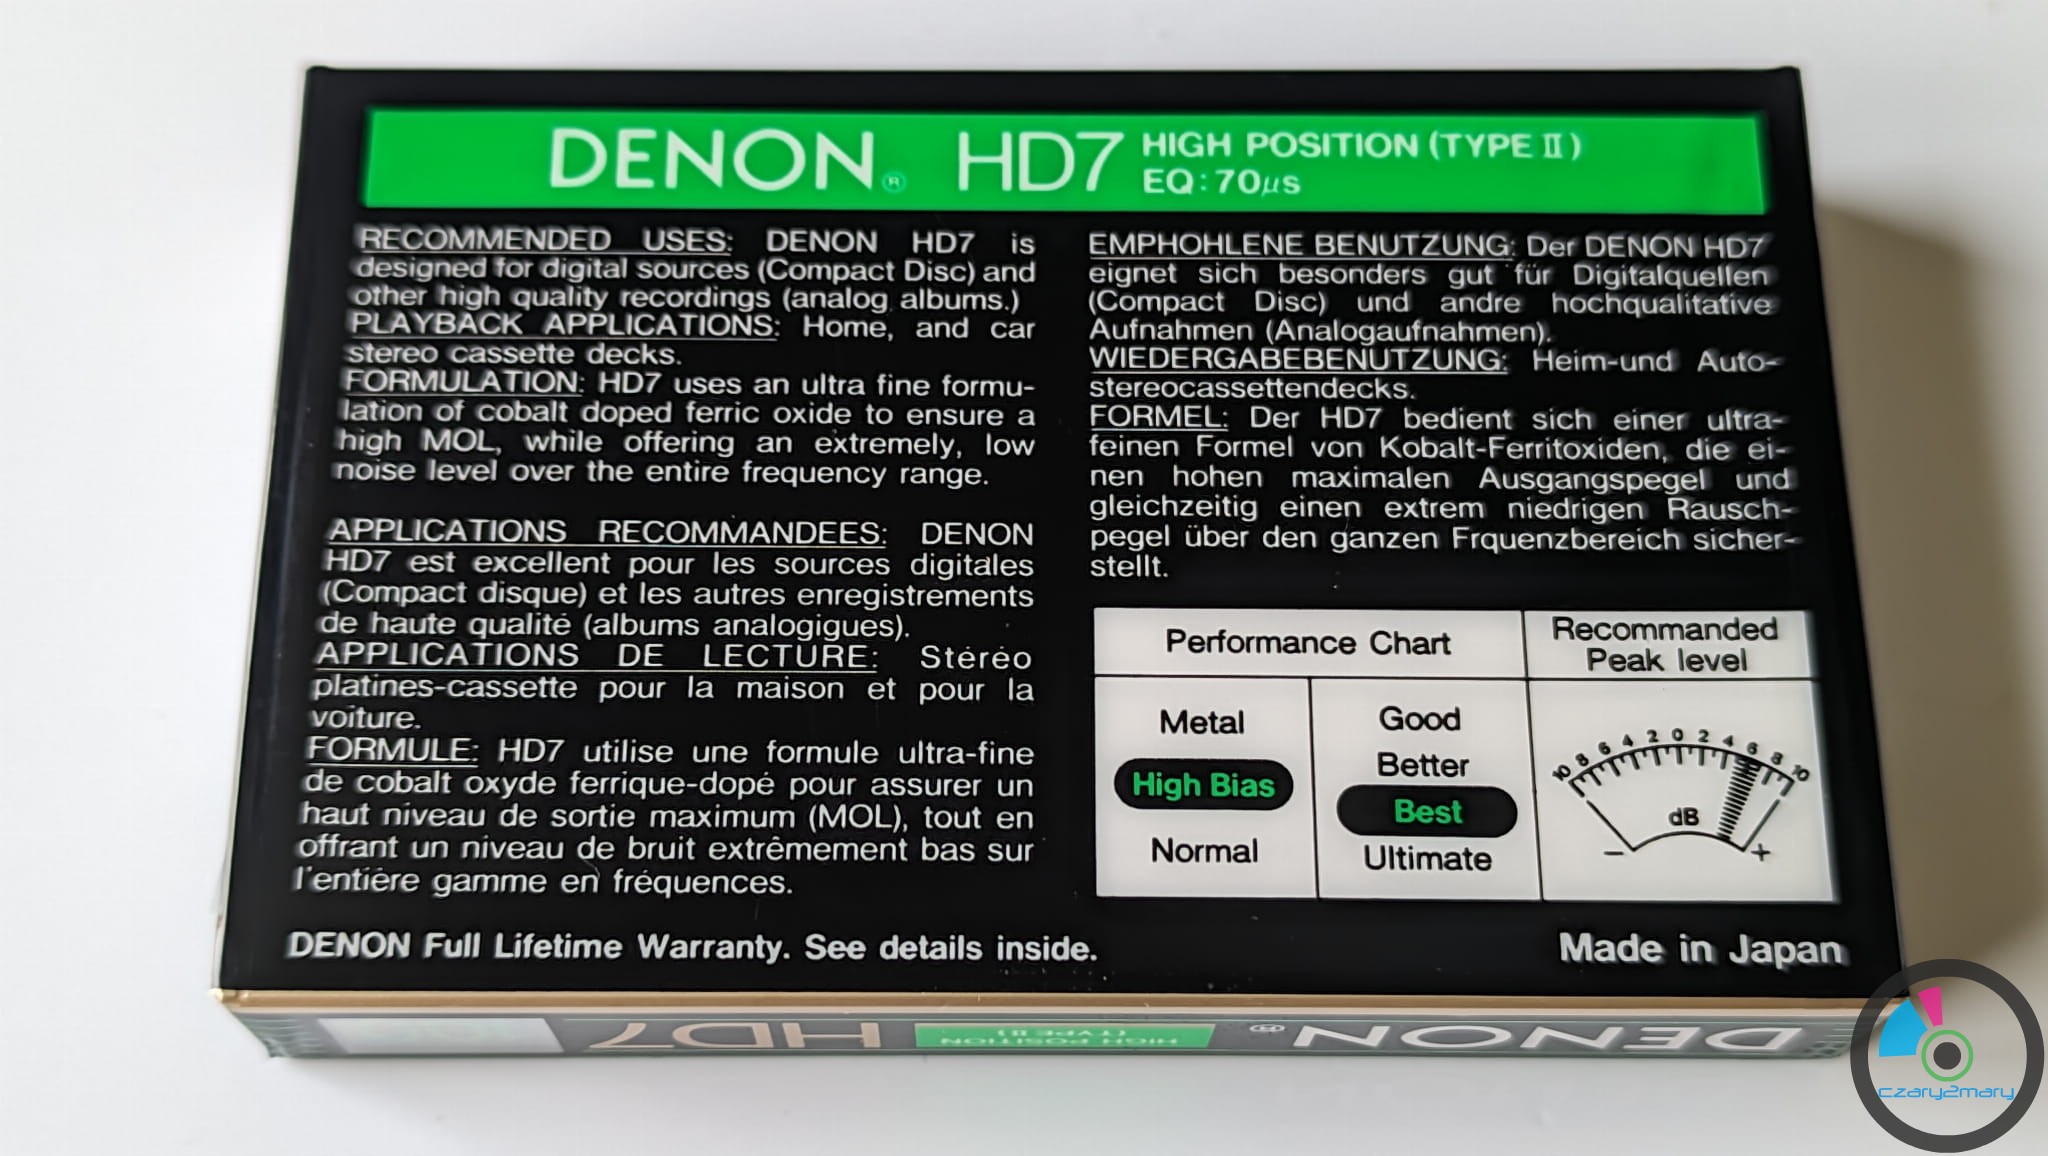 DENON® HD7 HIGH POSITION (TYPE II)
EQ : 70μs
RECOMMENDED USES: DENON HD7 is
designed for digital sources (Compact Disc) and
other high quality recordings (analog albums.)
PLAYBACK APPLICATIONS: Home, and car
stereo cassette decks.
FORMULATION: HD7 uses an ultra fine formu-
lation of cobalt doped ferric oxide to ensure a
high MOL, while offering an extremely, low
noise level over the entire frequency range.
APPLICATIONS RECOMMANDEES: DENON
HD7 est excellent pour les sources digitales
(Compact disque) et les autres enregistrements
de haute qualité (albums analogigues).
APPLICATIONS DE LECTURE: Stéréo
platines-cassette pour la maison et pour la
voiture.
FORMULE: HD7 utilise une formule ultra-fine
de cobalt oxyde ferrique-dopé pour assurer un
haut niveau de sortie maximum (MOL), tout en
offrant un niveau de bruit extrêmement bas sur
l'entiére gamme en fréquences.
EMPHOHLENE BENUTZUNG: Der DENON HD7
eignet sich besonders gut für Digitalquellen
(Compact Disc) und andre hochqualitative
Aufnahmen (Analogaufnahmen).
WIEDERGABEBENUTZUNG: Heim-und Auto-
stereocassettendecks.
FORMEL: Der HD7 bedient sich einer ultra-
feinen Formel von Kobalt-Ferritoxiden, die ei-
nen hohen maximalen Ausgangspegel und
gleichzeitig einen extrem niedrigen Rausch-
pegel über den ganzen Frquenzbereich sicher-
stellt.
Performance Chart
Metal
High Bias
Normal
Good
Better
Best
Ultimate
Recommanded
Peak level
10 8 6 4 2 0 2 4 6 8 10
dB
− +
DENON Full Lifetime Warranty. See details inside.
Made in Japan
DENON® HIGH POSITION (TYPE II) HD7
czary2mary